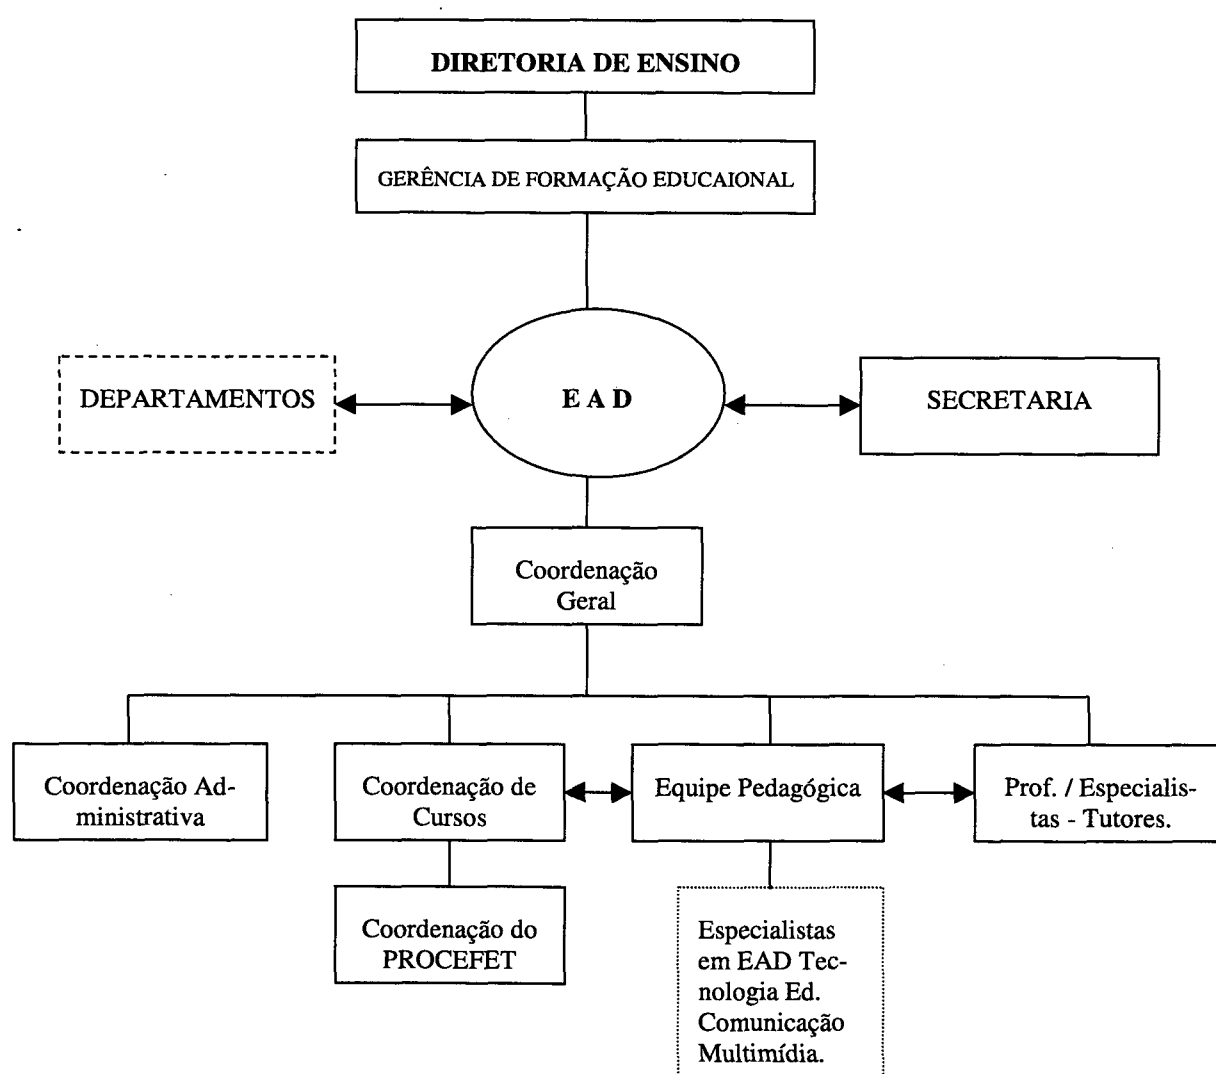 DIRETORIA DE ENSINO
GERÊNCIA DE FORMAÇÃO EDUCAIONAL
DEPARTAMENTOS
E A D
SECRETARIA
Coordenação
Geral
Coordenação Ad-
ministrativa
Coordenação de
Cursos
Equipe Pedagógica
Prof. / Especialis-
tas - Tutores.
Coordenação do
PROCEFET
Especialistas
em EAD Tec-
nologia Ed.
Comunicação
Multimídia.